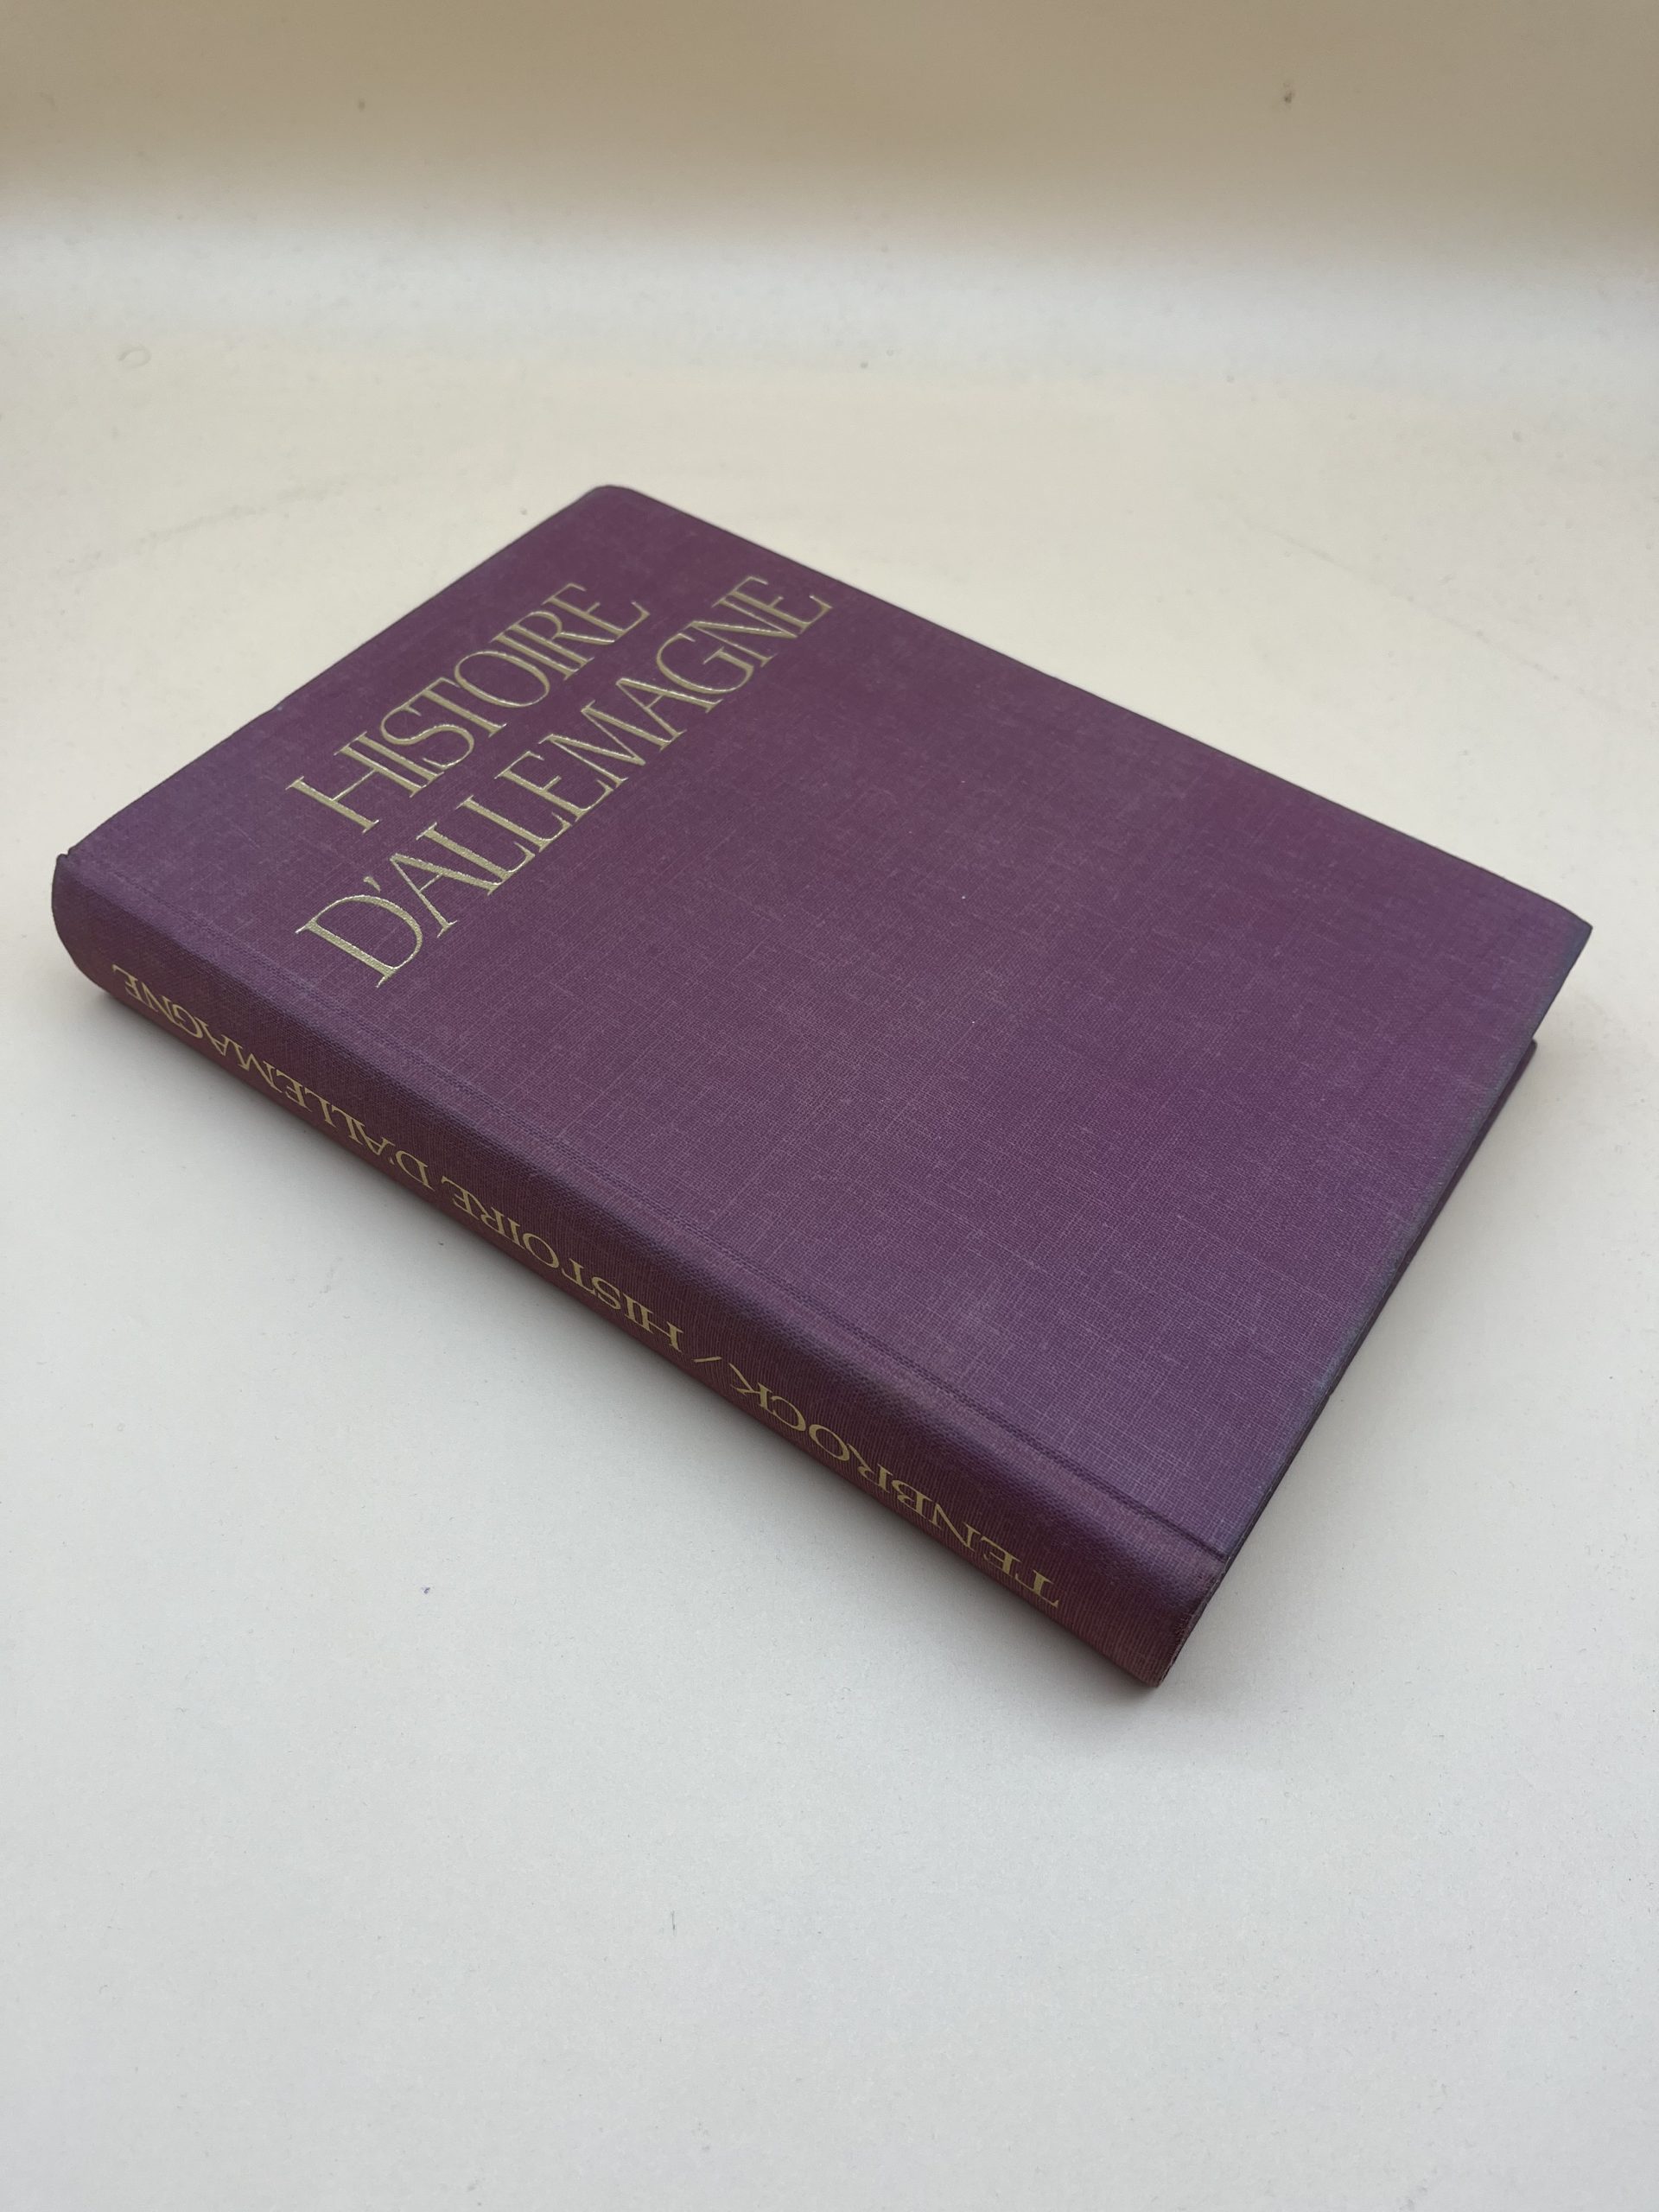 HISTOIRE
D'ALLEMAGNE
TENBROCK / HISTOIRE D'ALLEMAGNE